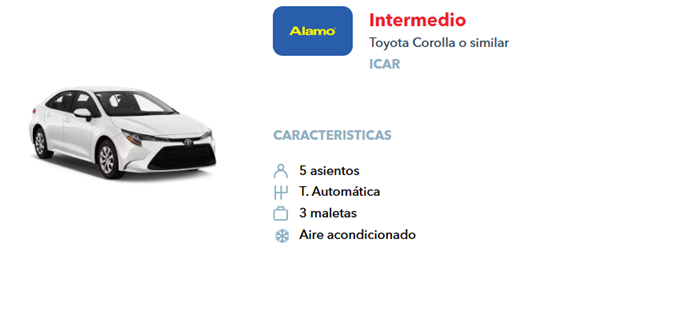 Alamo
Intermedio
Toyota Corolla o similar
ICAR
CARACTERISTICAS
5 asientos
T. Automática
3 maletas
Aire acondicionado